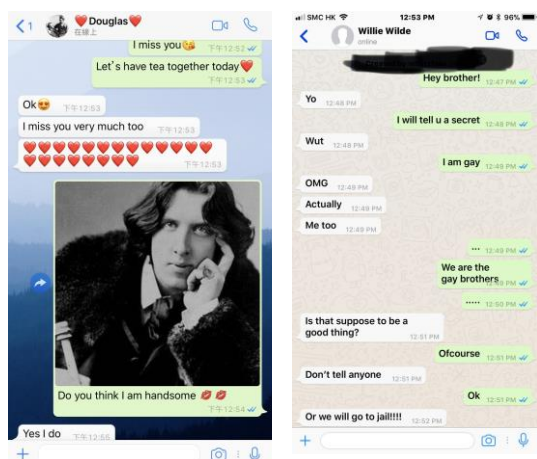 1
❤Douglas❤
在線上
I miss you😘 下午12:52
Let's have tea together today❤
下午12:53
Ok😍 下午12:53
I miss you very much too
下午12:53
❤❤❤❤❤❤❤❤❤❤❤❤❤❤
❤❤❤❤❤❤❤❤❤ 下午12:53
Do you think I am handsome 💋 💋
下午12:54
Yes I do 下午12:55
SMC HK 12:53 PM 96%
Willie Wilde
online
Hey brother! 12:47 PM
Yo 12:48 PM
I will tell u a secret 12:48 PM
Wut 12:48 PM
I am gay 12:49 PM
OMG 12:49 PM
Actually 12:49 PM
Me too 12:49 PM
... 12:49 PM
We are the
gay brothers
..... 12:50 PM
Is that suppose to be a
good thing? 12:51 PM
Ofcourse 12:51 PM
Don't tell anyone 12:51 PM
Ok 12:51 PM
Or we will go to jail!!!! 12:52 PM